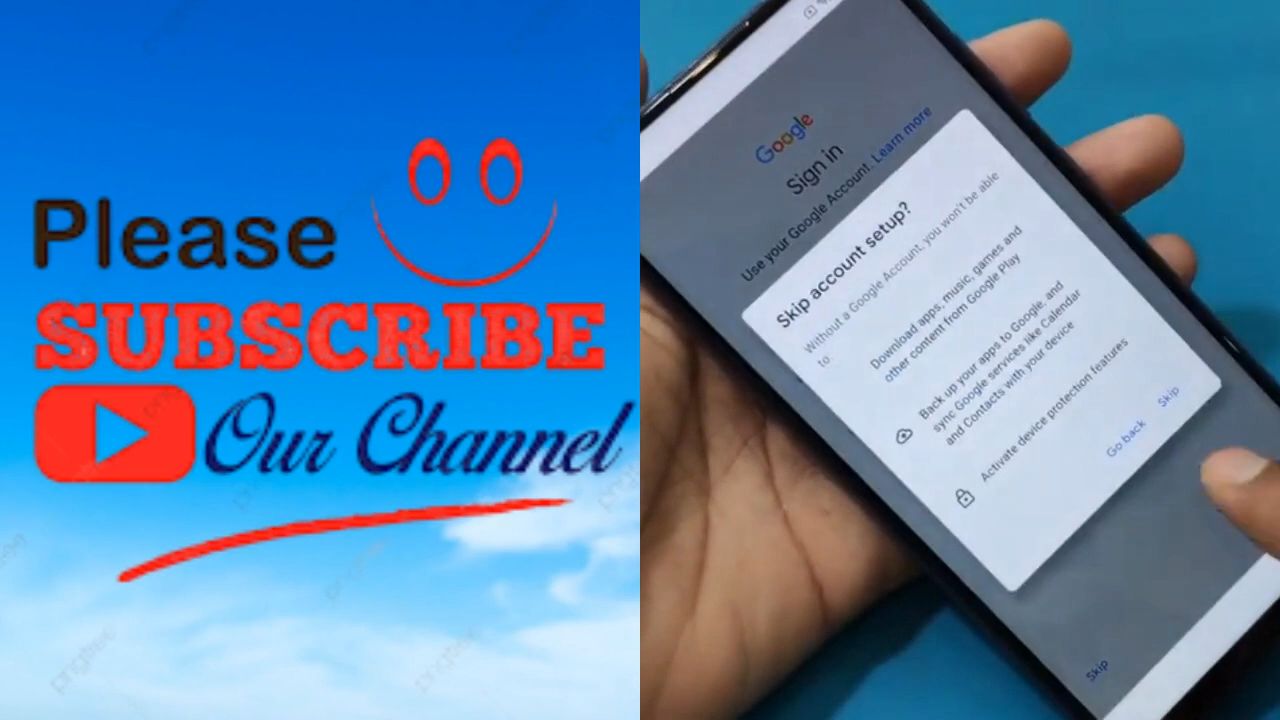 Please
SUBSCRIBE
Our Channel
Google
Sign in
Use your Google Account. Learn more
Skip account setup?
Without a Google Account, you won't be able
to:
Download apps, music, games and
other content from Google Play
Back up your apps to Google, and
sync Google services like Calendar
and Contacts with your device
Activate device protection features
Go back
Skip
Skip